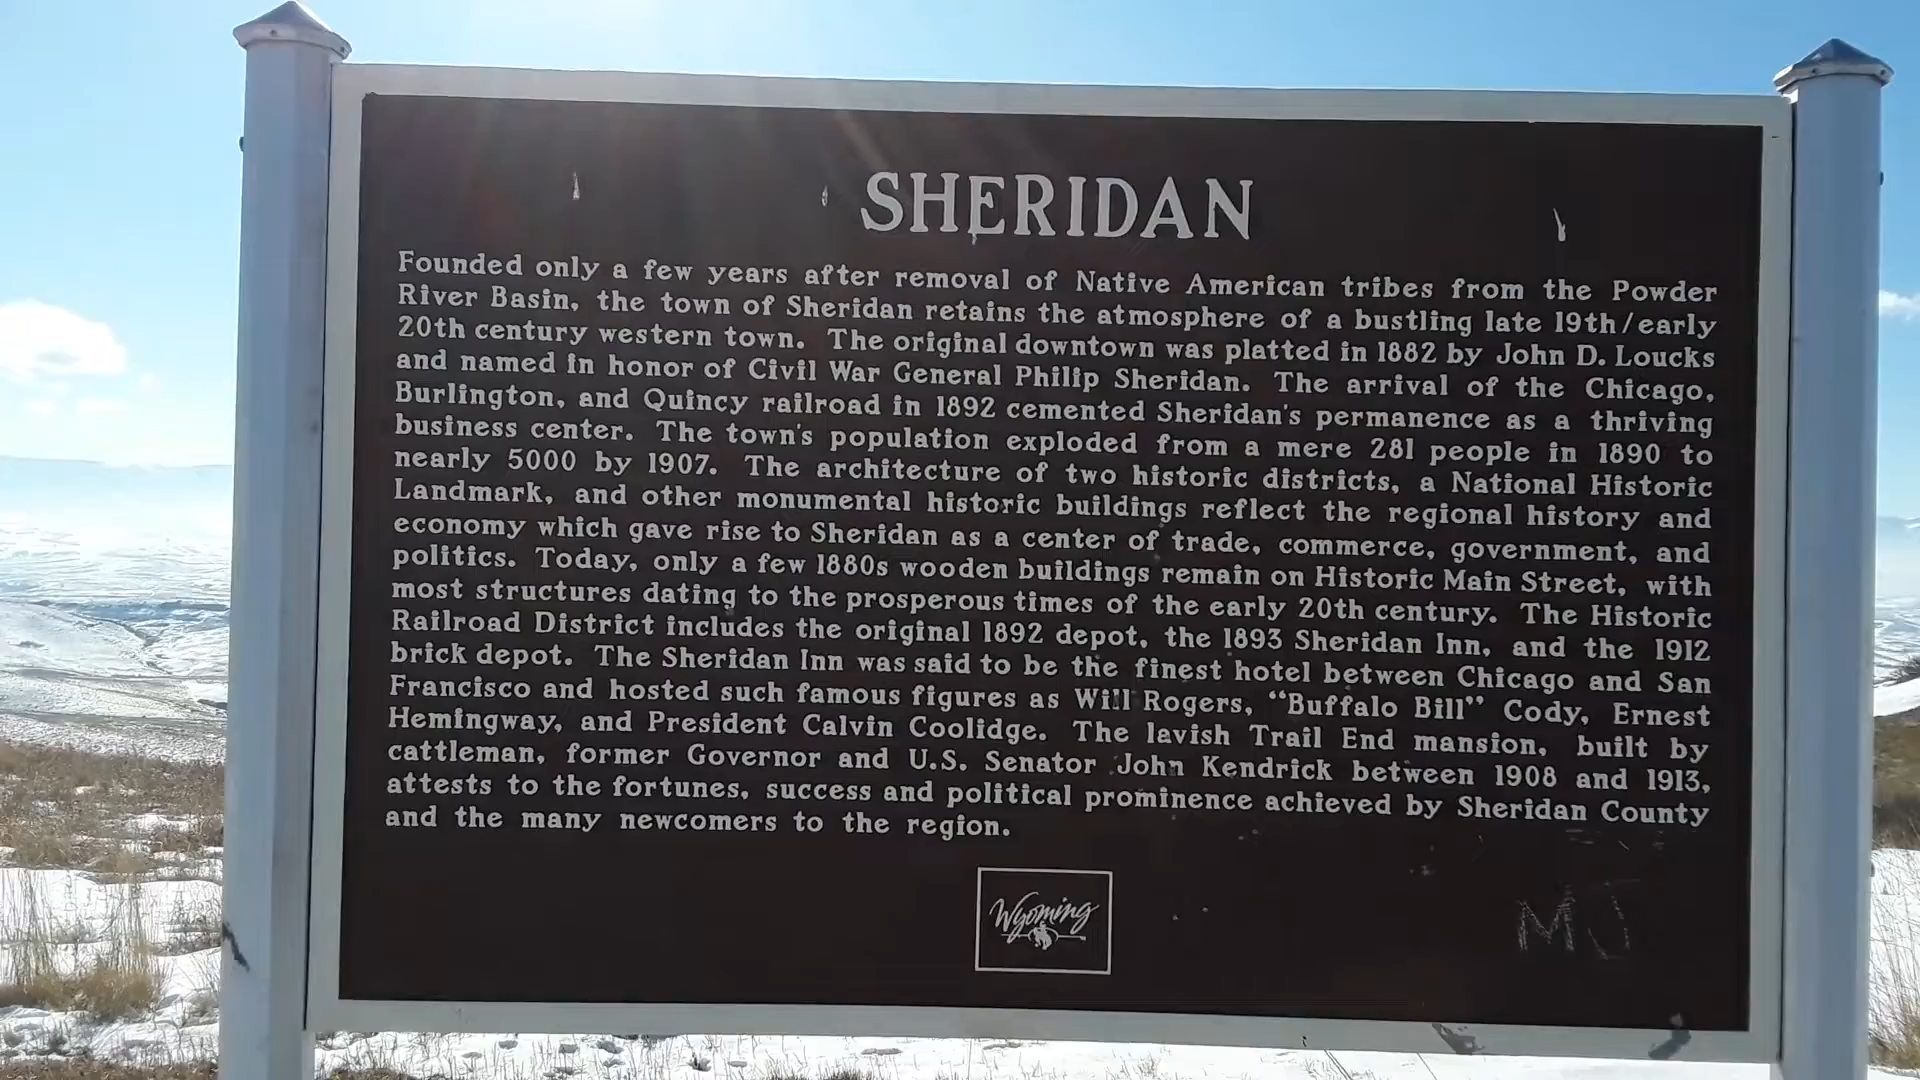 SHERIDAN
Founded only a few years after removal of Native American tribes from the Powder
River Basin, the town of Sheridan retains the atmosphere of a bustling late 19th/early
20th century western town. The original downtown was platted in 1882 by John D. Loucks
and named in honor of Civil War General Philip Sheridan. The arrival of the Chicago,
Burlington, and Quincy railroad in 1892 cemented Sheridan's permanence as a thriving
business center. The town's population exploded from a mere 281 people in 1890 to
nearly 5000 by 1907. The architecture of two historic districts, a National Historic
Landmark, and other monumental historic buildings reflect the regional history and
economy which gave rise to Sheridan as a center of trade, commerce, government, and
politics. Today, only a few 1880s wooden buildings remain on Historic Main Street, with
most structures dating to the prosperous times of the early 20th century. The Historic
Railroad District includes the original 1892 depot, the 1893 Sheridan Inn, and the 1912
brick depot. The Sheridan Inn was said to be the finest hotel between Chicago and San
Francisco and hosted such famous figures as Will Rogers, “Buffalo Bill” Cody, Ernest
Hemingway, and President Calvin Coolidge. The lavish Trail End mansion, built by
cattleman, former Governor and U.S. Senator John Kendrick between 1908 and 1913,
attests to the fortunes, success and political prominence achieved by Sheridan County
and the many newcomers to the region.
Wyoming
MJ